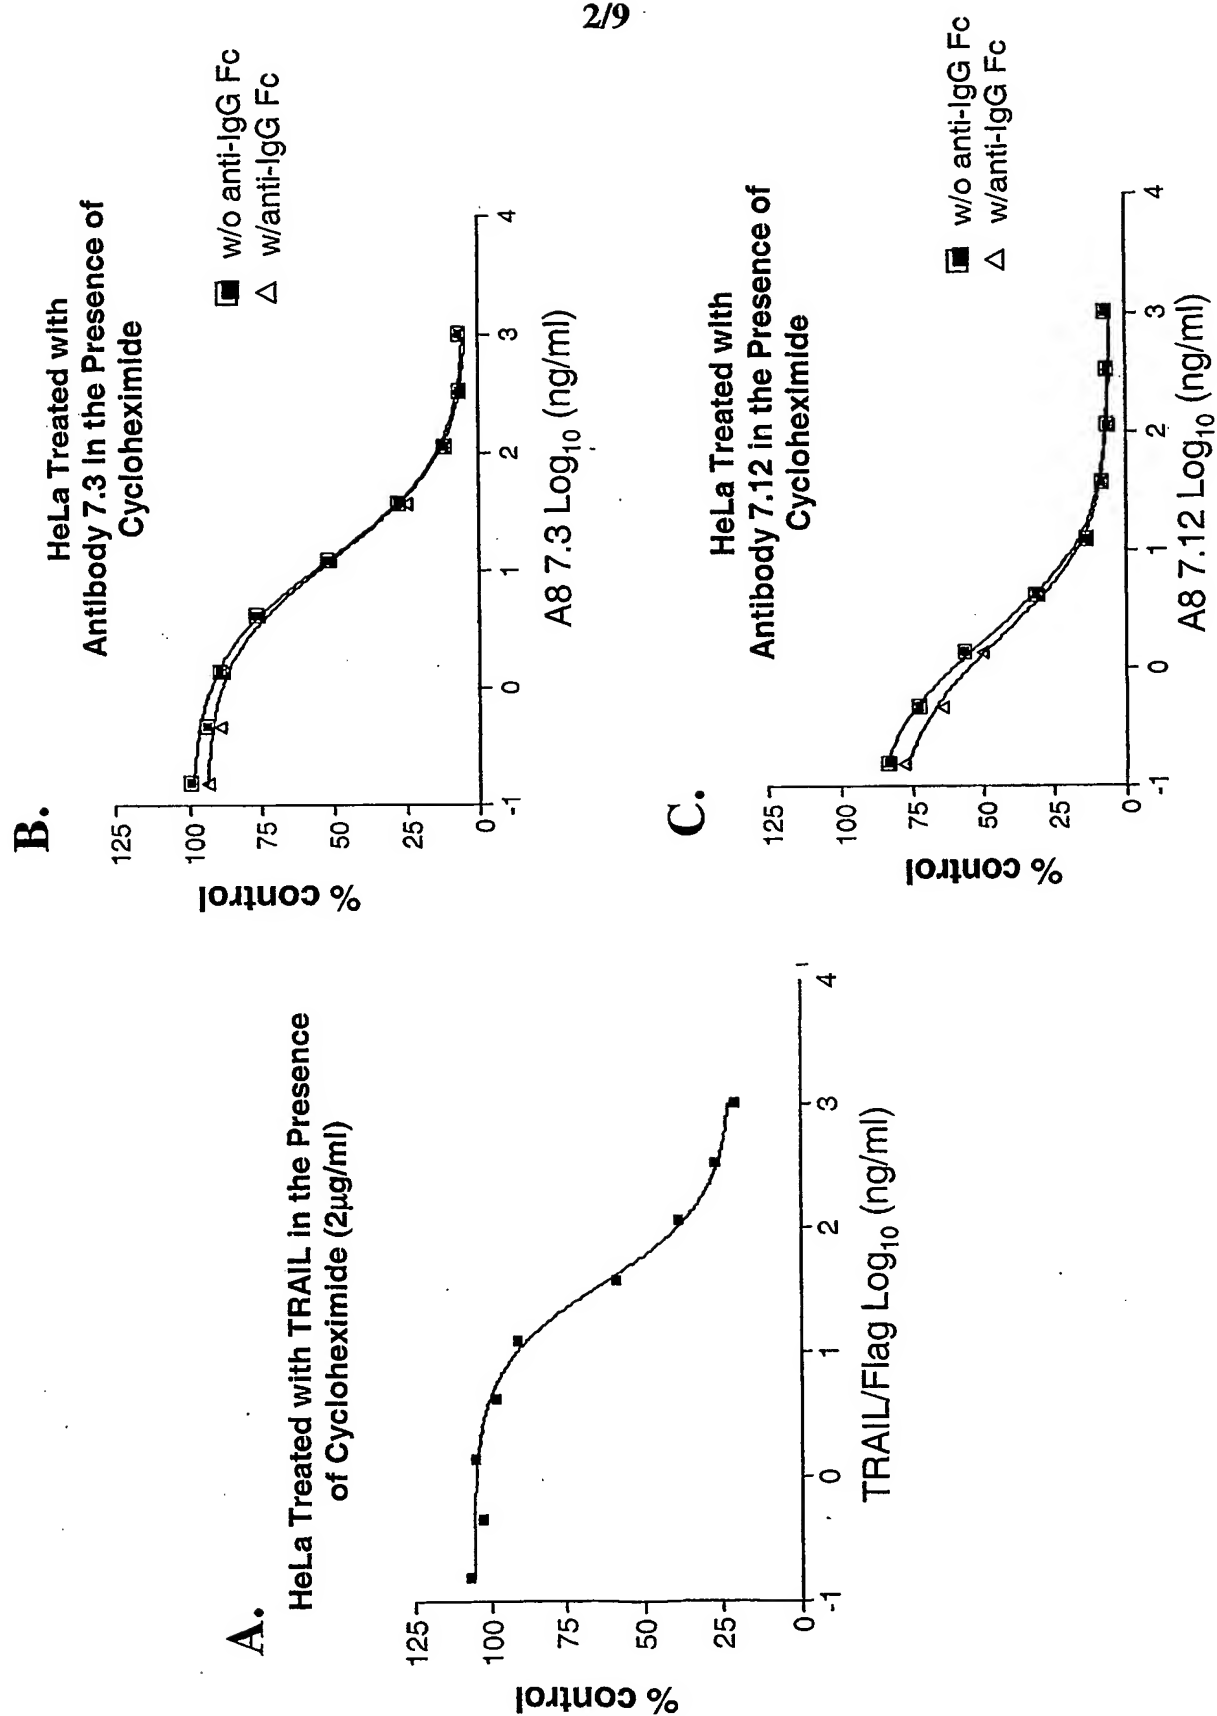 2/9
A.
HeLa Treated with TRAIL in the Presence
of Cycloheximide (2µg/ml)
% control
125
100
75
50
25
0
-1
0
1
2
3
4
TRAIL/Flag Log10 (ng/ml)
B.
HeLa Treated with
Antibody 7.3 in the Presence of
Cycloheximide
w/o anti-IgG Fc
w/anti-IgG Fc
% control
125
100
75
50
25
0
-1
0
1
2
3
4
A8 7.3 Log10 (ng/ml)
C.
HeLa Treated with
Antibody 7.12 in the Presence of
Cycloheximide
w/o anti-IgG Fc
w/anti-IgG Fc
% control
125
100
75
50
25
0
-1
0
1
2
3
4
A8 7.12 Log10 (ng/ml)